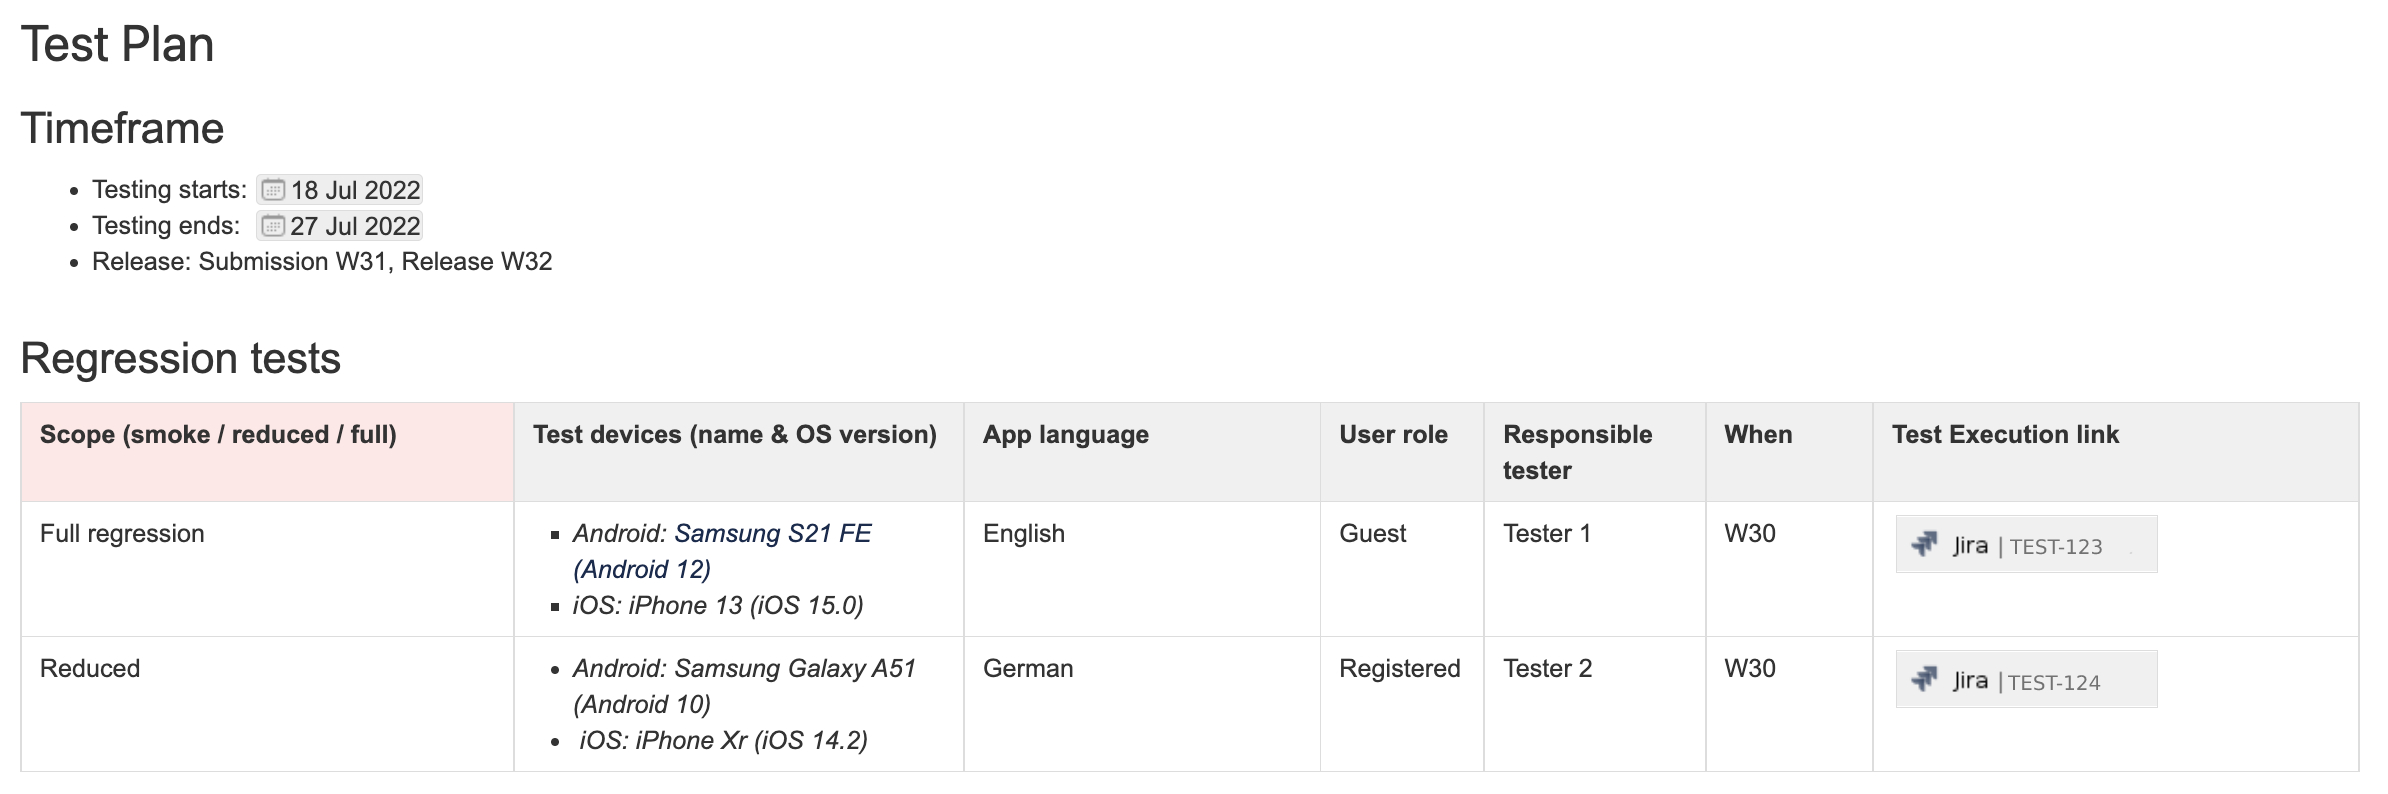 Test Plan
Timeframe
Testing starts: 18 Jul 2022
Testing ends: 27 Jul 2022
Release: Submission W31, Release W32
Regression tests
Scope (smoke / reduced / full) Test devices (name & OS version) App language User role Responsible tester When Test Execution link
Full regression
Android: Samsung S21 FE
(Android 12)
iOS: iPhone 13 (iOS 15.0)
English
Guest
Tester 1
W30
Jira | TEST-123
Reduced
Android: Samsung Galaxy A51
(Android 10)
iOS: iPhone Xr (iOS 14.2)
German
Registered
Tester 2
W30
Jira | TEST-124